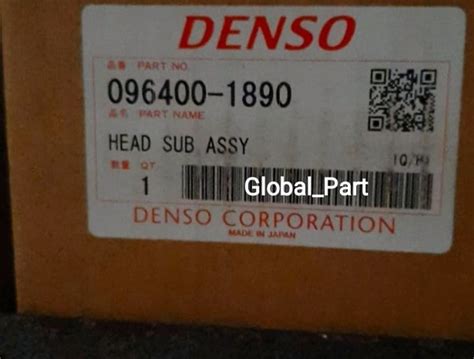 DENSO
品番 PART NO.
096400-1890
品名 PART NAME
HEAD SUB ASSY
数量 QT
1
Global_Part
DENSO CORPORATION
MADE IN JAPAN